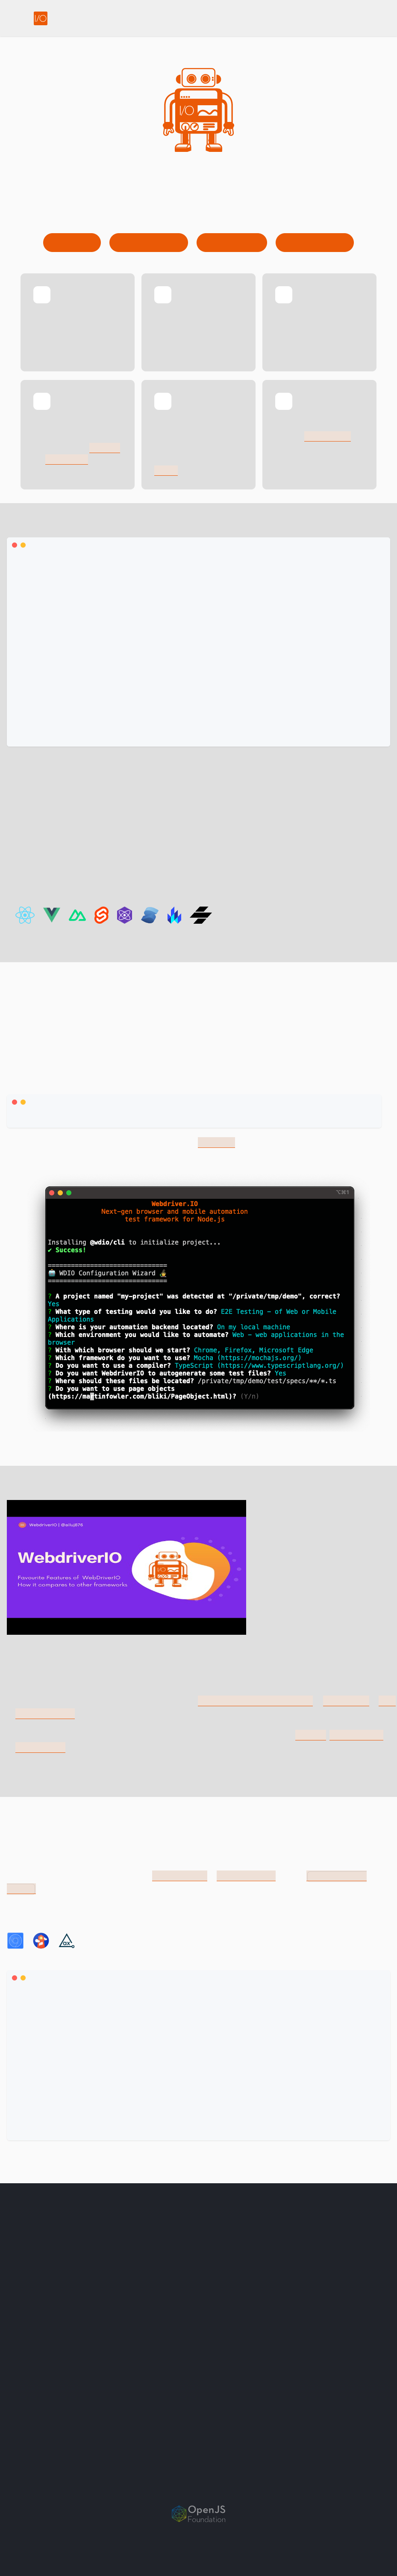 I/O
I/O
Webdriver.IO
Next-gen browser and mobile automation
test framework for Node.js
Installing @wdio/cli to initialize project...
✔ Success!
===============================
🤖 WDIO Configuration Wizard 🧙
===============================
? A project named "my-project" was detected at "/private/tmp/demo", correct?
Yes
? What type of testing would you like to do? E2E Testing - of Web or Mobile
Applications
? Where is your automation backend located? On my local machine
? Which environment you would like to automate? Web - web applications in the
browser
? With which browser should we start? Chrome, Firefox, Microsoft Edge
? Which framework do you want to use? Mocha (https://mochajs.org/)
? Do you want to use a compiler? TypeScript (https://www.typescriptlang.org/)
? Do you want WebdriverIO to autogenerate some test files? Yes
? Where should these files be located? /private/tmp/demo/test/specs/**/*.ts
? Do you want to use page objects
(https://martinfowler.com/bliki/PageObject.html)? (Y/n)
WebdriverIO
Favourite Features of WebDriverIO
How it compares to other frameworks
OpenJS
Foundation